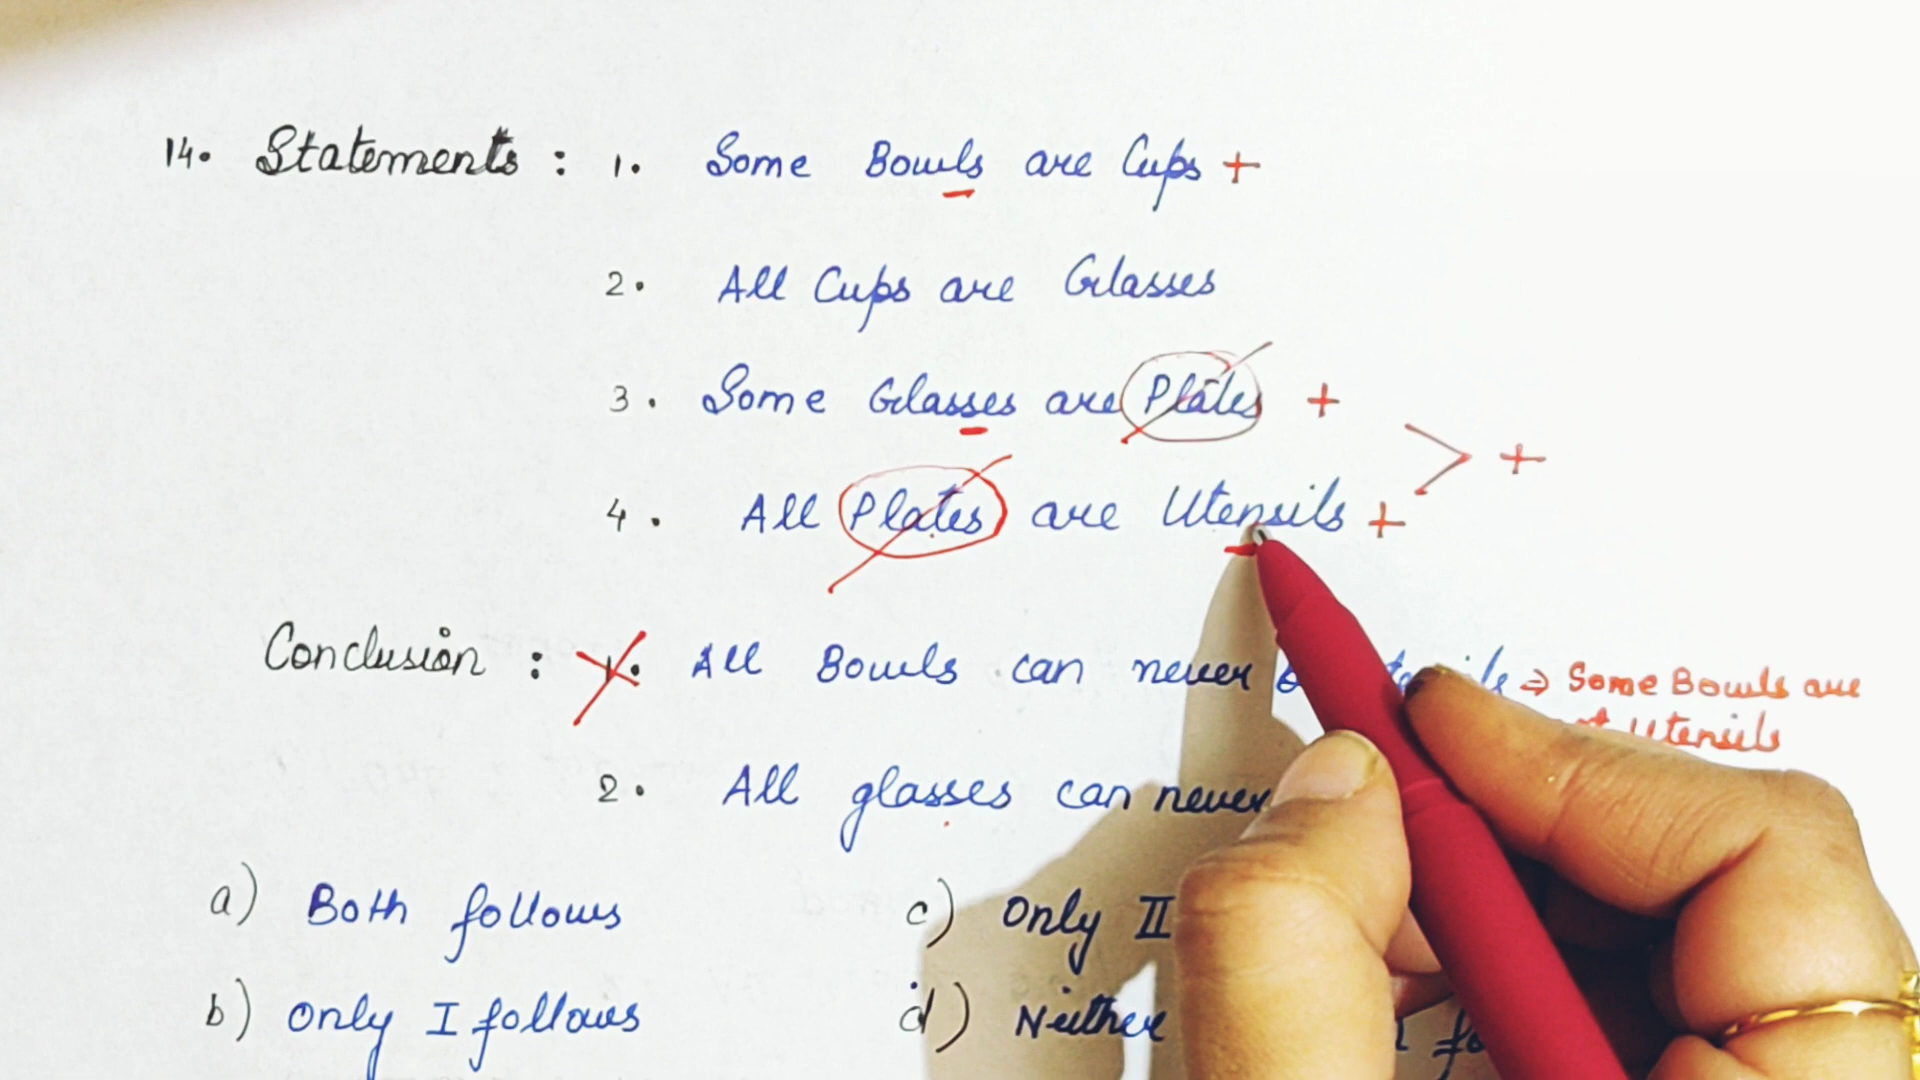 14. Statements : 1. Some Bowls are Cups +
2. All Cups are Glasses
3. Some Glasses are Plates +
> +
4. All Plates are Utensils +
Conclusion : 1. All Bowls can never ⇒ Some Bowls are
Utensils
2. All glasses can never
a) Both follows c) Only II
b) Only I follows d) Neither